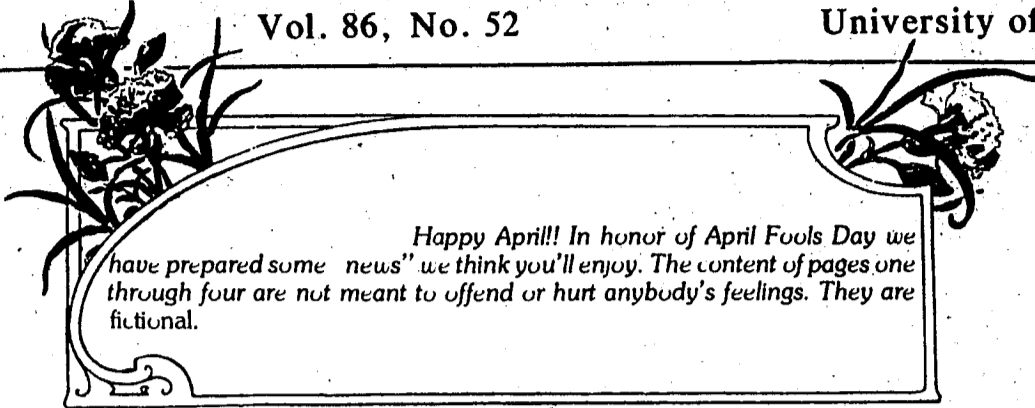 Vol. 86, No. 52 University of
Happy April!! In honor of April Fools Day we
have prepared some news" we think you'll enjoy. The content of pages one
through four are not meant to offend or hurt anybody's feelings. They are
fictional.